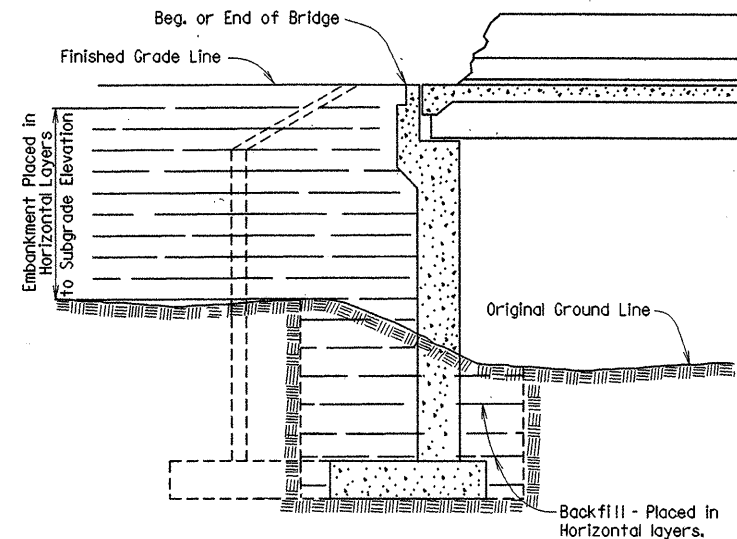 Beg. or End of Bridge
Finished Grade Line
Embankment Placed in
Horizontal Layers
to Subgrade Elevation
Original Ground Line
Backfill - Placed in
Horizontal layers.